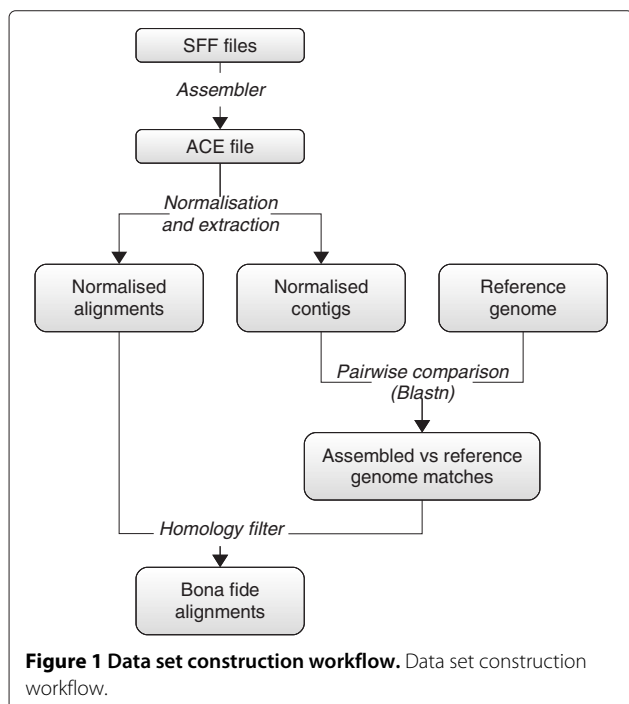 SFF files
Assembler
ACE file
Normalisation
and extraction
Normalised
alignments
Normalised
contigs
Reference
genome
Pairwise comparison
(Blastn)
Assembled vs reference
genome matches
Homology filter
Bona fide
alignments
Figure 1 Data set construction workflow. Data set construction
workflow.